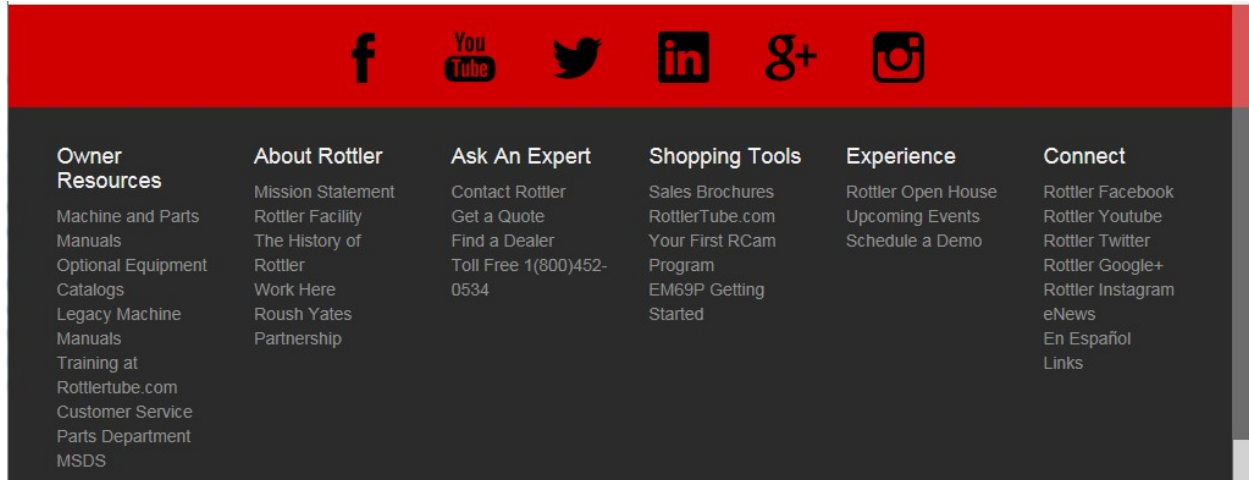 f
You
Tube
in
g+
Owner
Resources
Machine and Parts
Manuals
Optional Equipment
Catalogs
Legacy Machine
Manuals
Training at
Rottlertube.com
Customer Service
Parts Department
MSDS
About Rottler
Mission Statement
Rottler Facility
The History of
Rottler
Work Here
Roush Yates
Partnership
Ask An Expert
Contact Rottler
Get a Quote
Find a Dealer
Toll Free 1(800)452-
0534
Shopping Tools
Sales Brochures
RottlerTube.com
Your First RCam
Program
EM69P Getting
Started
Experience
Rottler Open House
Upcoming Events
Schedule a Demo
Connect
Rottler Facebook
Rottler Youtube
Rottler Twitter
Rottler Google+
Rottler Instagram
eNews
En Español
Links